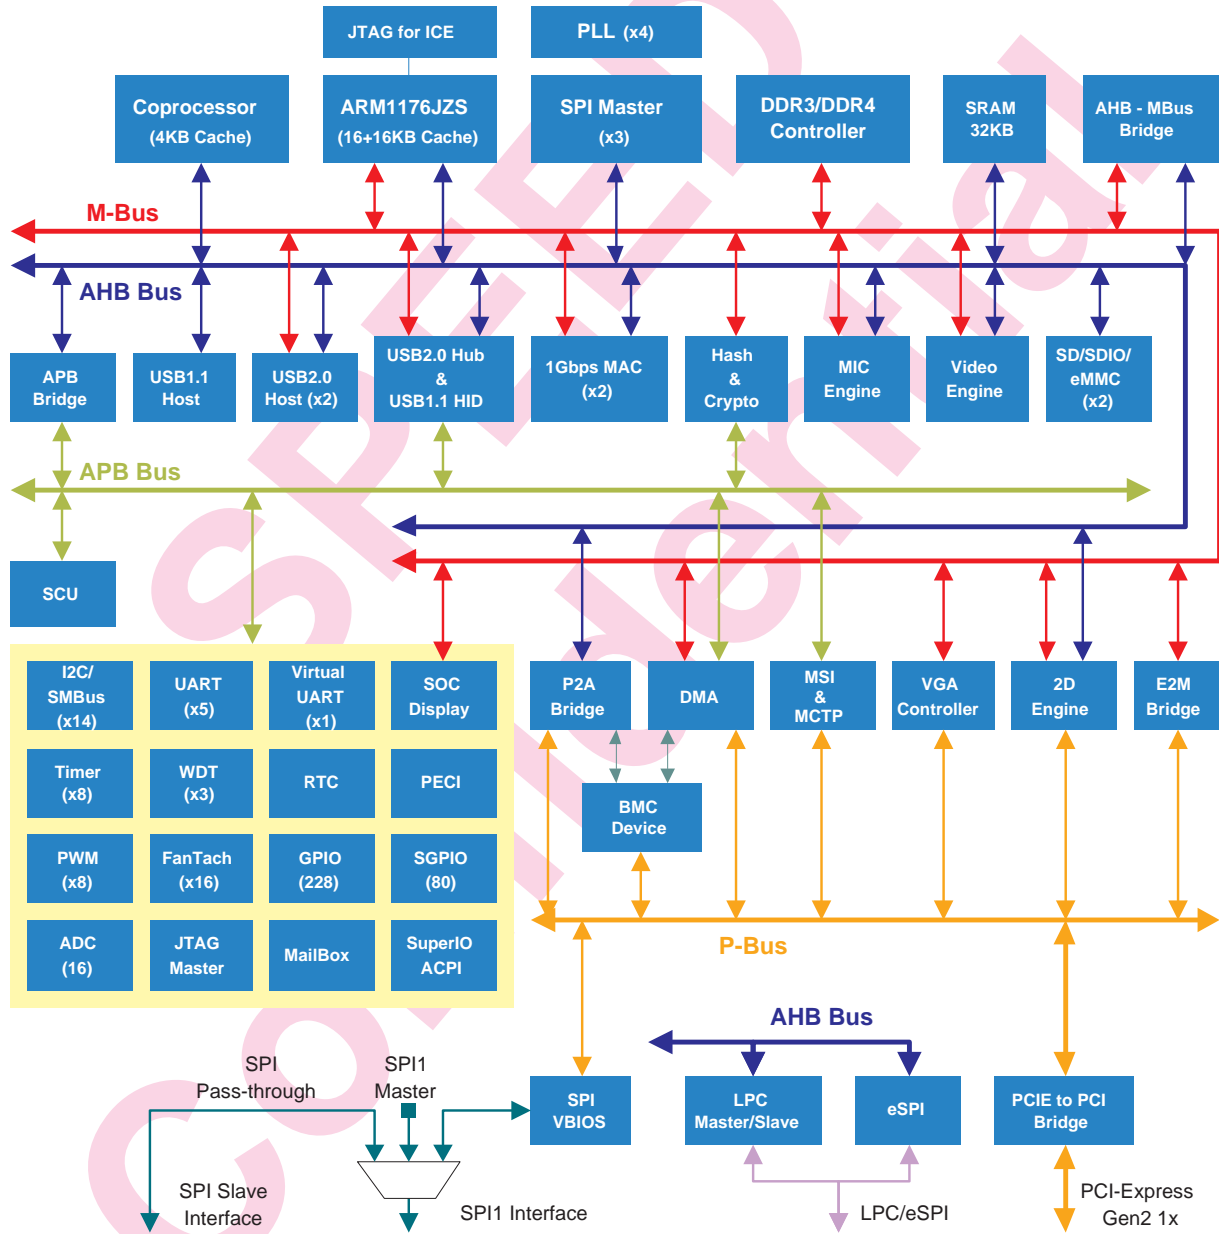 JTAG for ICE
PLL (x4)
Coprocessor
(4KB Cache)
ARM1176JZS
(16+16KB Cache)
SPI Master
(x3)
DDR3/DDR4
Controller
SRAM
32KB
AHB - MBus
Bridge
M-Bus
AHB Bus
APB
Bridge
USB1.1
Host
USB2.0
Host (x2)
USB2.0 Hub
&
USB1.1 HID
1Gbps MAC
(x2)
Hash
&
Crypto
MIC
Engine
Video
Engine
SD/SDIO/
eMMC
(x2)
APB Bus
SCU
I2C/
SMBus
(x14)
UART
(x5)
Virtual
UART
(x1)
SOC
Display
P2A
Bridge
DMA
MSI
&
MCTP
VGA
Controller
2D
Engine
E2M
Bridge
Timer
(x8)
WDT
(x3)
RTC
PECI
BMC
Device
PWM
(x8)
FanTach
(x16)
GPIO
(228)
SGPIO
(80)
ADC
(16)
JTAG
Master
MailBox
SuperIO
ACPI
P-Bus
AHB Bus
SPI
Pass-through
SPI1
Master
SPI
VBIOS
LPC
Master/Slave
eSPI
PCIE to PCI
Bridge
SPI Slave
Interface
SPI1 Interface
LPC/eSPI
PCI-Express
Gen2 1x
SPEED
Confidential